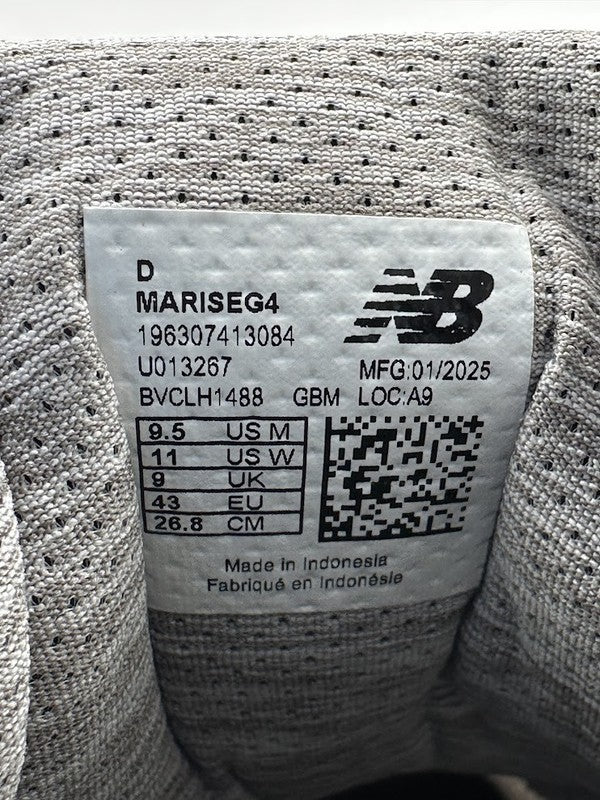 D
MARISEG4
196307413084
U013267
MFG:01/2025
BVCLH1488 GBM LOC:A9
NB
9.5 US M
11 US W
9 UK
43 EU
26.8 CM
Made in Indonesia
Fabriqué en Indonésie